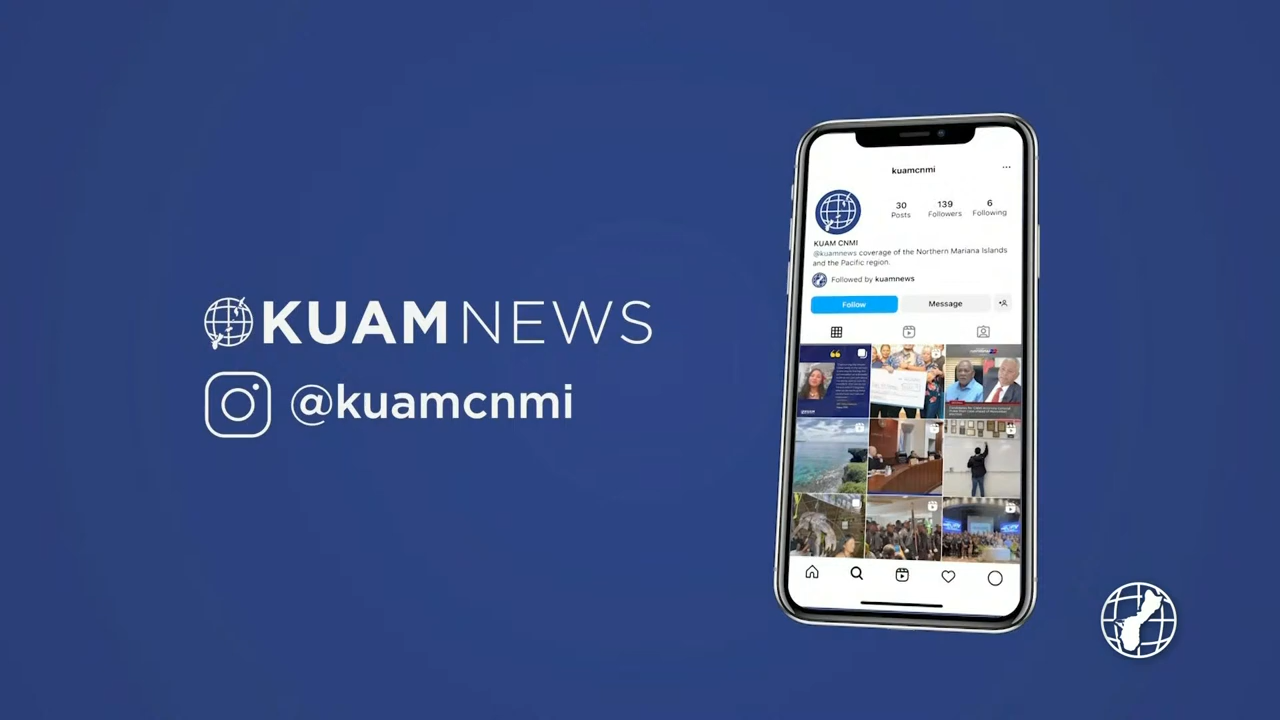 KUAM NEWS
@kuamcnmi
kuamcnmi
30
139
6
Posts
Followers
Following
KUAM CNMI
@kuamnews coverage of the Northern Mariana Islands
and the Pacific region.
Followed by kuamnews
Follow
Message